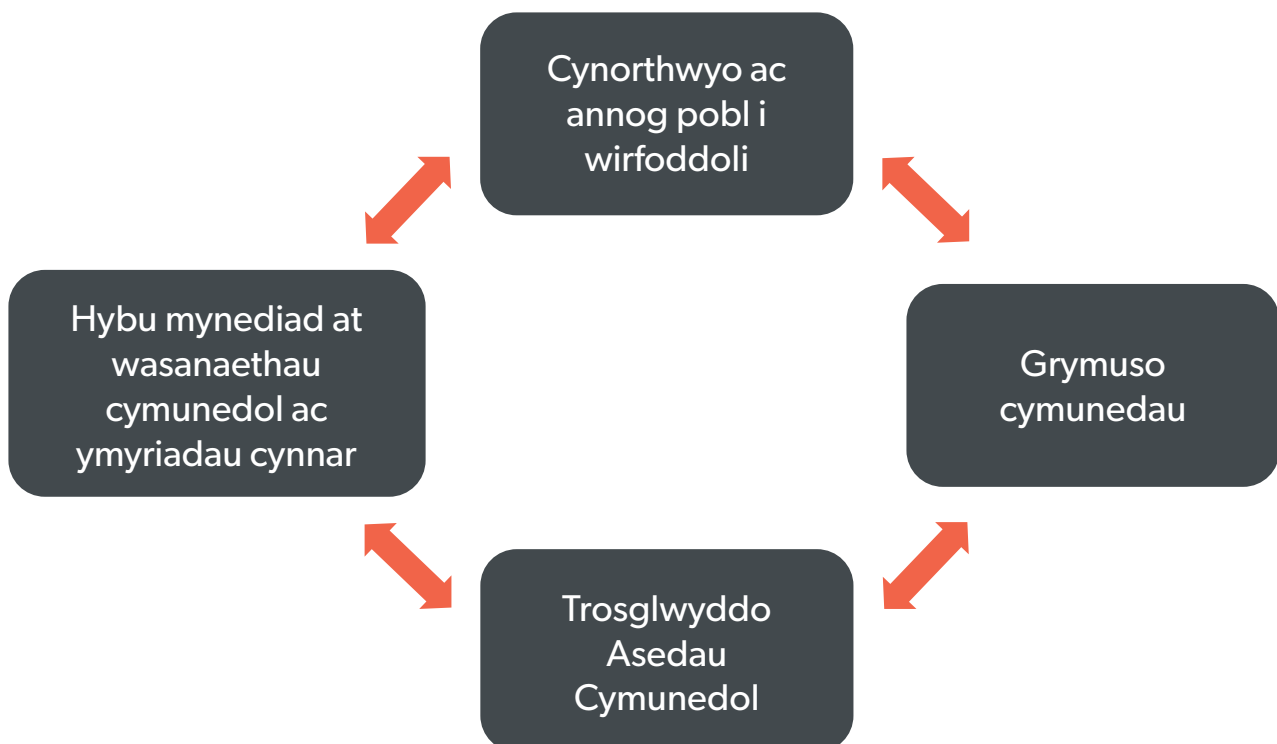 Cynorthwyo ac
annog pobl i
wirfoddoli
Hybu mynediad at
wasanaethau
cymunedol ac
ymyriadau cynnar
Grymuso
cymunedau
Trosglwyddo
Asedau
Cymunedol